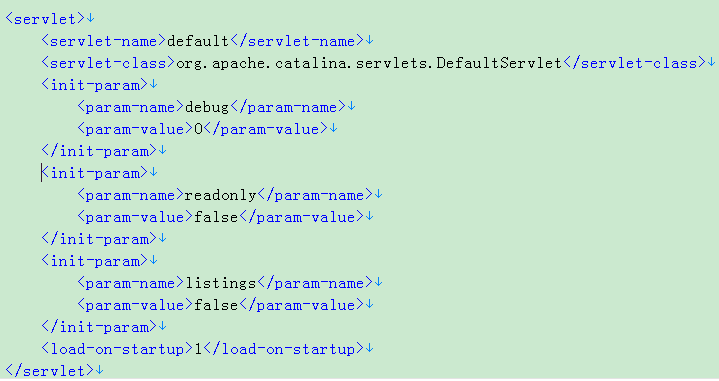 <servlet>↓
    <servlet-name>default</servlet-name>↓
    <servlet-class>org.apache.catalina.servlets.DefaultServlet</servlet-class>↓
    <init-param>↓
        <param-name>debug</param-name>↓
        <param-value>0</param-value>↓
    </init-param>↓
    <init-param>↓
        <param-name>readonly</param-name>↓
        <param-value>false</param-value>↓
    </init-param>↓
    <init-param>↓
        <param-name>listings</param-name>↓
        <param-value>false</param-value>↓
    </init-param>↓
    <load-on-startup>1</load-on-startup>↓
</servlet>↓